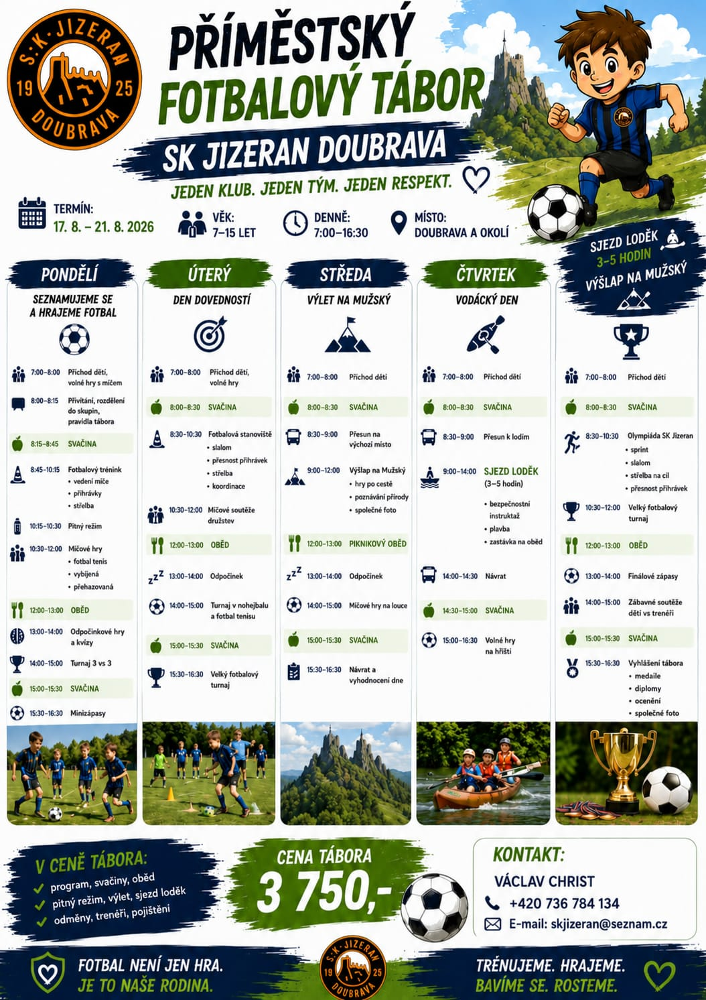 S:K·JIZERAN
19 25
DOUBRAVA
PŘÍMĚSTSKÝ
FOTBALOVÝ TÁBOR
SK JIZERAN DOUBRAVA
JEDEN KLUB. JEDEN TÝM. JEDEN RESPEKT.
TERMÍN:
17. 8. – 21. 8. 2026
VĚK:
7–15 LET
DENNĚ:
7:00–16:30
MÍSTO:
DOUBRAVA A OKOLÍ
SJEZD LODĚK
3–5 HODIN
VÝŠLAP NA MUŽSKÝ
PONDĚLÍ
SEZNAMUJEME SE
A HRAJEME FOTBAL
7:00–8:00 Příchod dětí,
volné hry s míčem
8:00–8:15 Přivítání, rozdělení
do skupin,
pravidla tábora
8:15–8:45 SVAČINA
8:45–10:15 Fotbalový trénink
• vedení míče
• přihrávky
• střelba
10:15–10:30 Pitný režim
10:30–12:00 Míčové hry
• fotbal tenis
• vybíjená
• přehazovaná
12:00–13:00 OBĚD
13:00–14:00 Odpočinkové hry
a kvízy
14:00–15:00 Turnaj 3 vs 3
15:00–15:30 SVAČINA
15:30–16:30 Minizápasy
ÚTERÝ
DEN DOVEDNOSTÍ
7:00–8:00 Příchod dětí,
volné hry
8:00–8:30 SVAČINA
8:30–10:30 Fotbalová stanoviště
• slalom
• přesnost přihrávek
• střelba
• koordinace
10:30–12:00 Míčové soutěže
družstev
12:00–13:00 OBĚD
zzZ 13:00–14:00 Odpočinek
14:00–15:00 Turnaj v nohejbalu
a fotbal tenisu
15:00–15:30 SVAČINA
15:30–16:30 Velký fotbalový
turnaj
STŘEDA
VÝLET NA MUŽSKÝ
7:00–8:00 Příchod dětí
8:00–8:30 SVAČINA
8:30–9:00 Přesun na
výchozí místo
9:00–12:00 Výšlap na Mužský
• hry po cestě
• poznávání přírody
• společné foto
12:00–13:00 PIKNIKOVÝ OBĚD
zzZ 13:00–14:00 Odpočinek
14:00–15:00 Míčové hry na louce
15:00–15:30 SVAČINA
15:30–16:30 Návrat a
vyhodnocení dne
ČTVRTEK
VODÁCKÝ DEN
7:00–8:00 Příchod dětí
8:00–8:30 SVAČINA
8:30–9:00 Přesun k lodím
9:00–14:00 SJEZD LODĚK
(3–5 hodin)
• bezpečnostní
instruktáž
• plavba
• zastávka na oběd
14:00–14:30 Návrat
14:30–15:00 SVAČINA
15:00–16:30 Volné hry
na hřišti
7:00–8:00 Příchod dětí
8:00–8:30 SVAČINA
8:30–10:30 Olympiáda SK Jizeran
• sprint
• slalom
• střelba na cíl
• přesnost přihrávek
10:30–12:00 Velký fotbalový
turnaj
12:00–13:00 OBĚD
13:00–14:00 Finálové zápasy
14:00–15:00 Zábavné soutěže
děti vs trenéři
15:00–15:30 SVAČINA
15:30–16:30 Vyhlášení tábora
• medaile
• diplomy
• ocenění
• společné foto
V CENĚ TÁBORA:
program, svačiny, oběd
pitný režim, výlet, sjezd loděk
odměny, trenéři, pojištění
CENA TÁBORA
3 750,-
KONTAKT:
VÁCLAV CHRIST
+420 736 784 134
E-mail: skjizeran@seznam.cz
FOTBAL NENÍ JEN HRA.
JE TO NAŠE RODINA.
S:K·JIZERAN
19 25
DOUBRAVA
TRÉNUJEME. HRAJEME.
BAVÍME SE. ROSTEME.